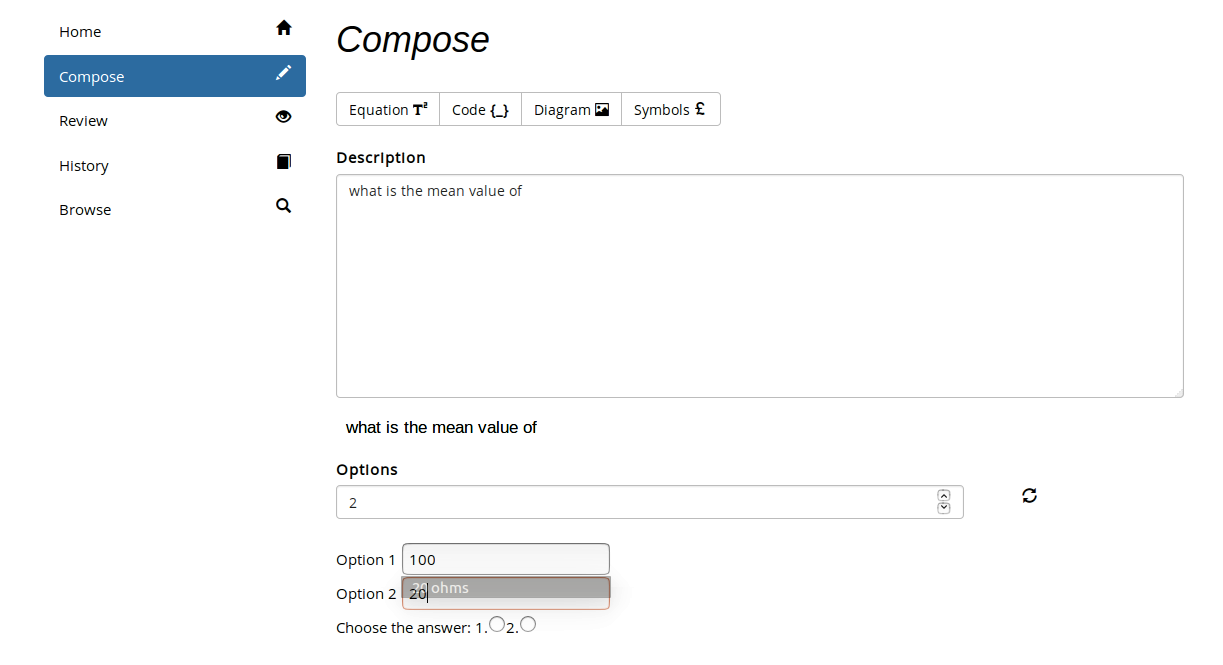 Home
Compose
Review
History
Browse
Compose
Equation T² Code {_} Diagram Symbols £
Description
what is the mean value of
what is the mean value of
Options
2
Option 1 100
20 ohms
Option 2 20
Choose the answer: 1. 2.